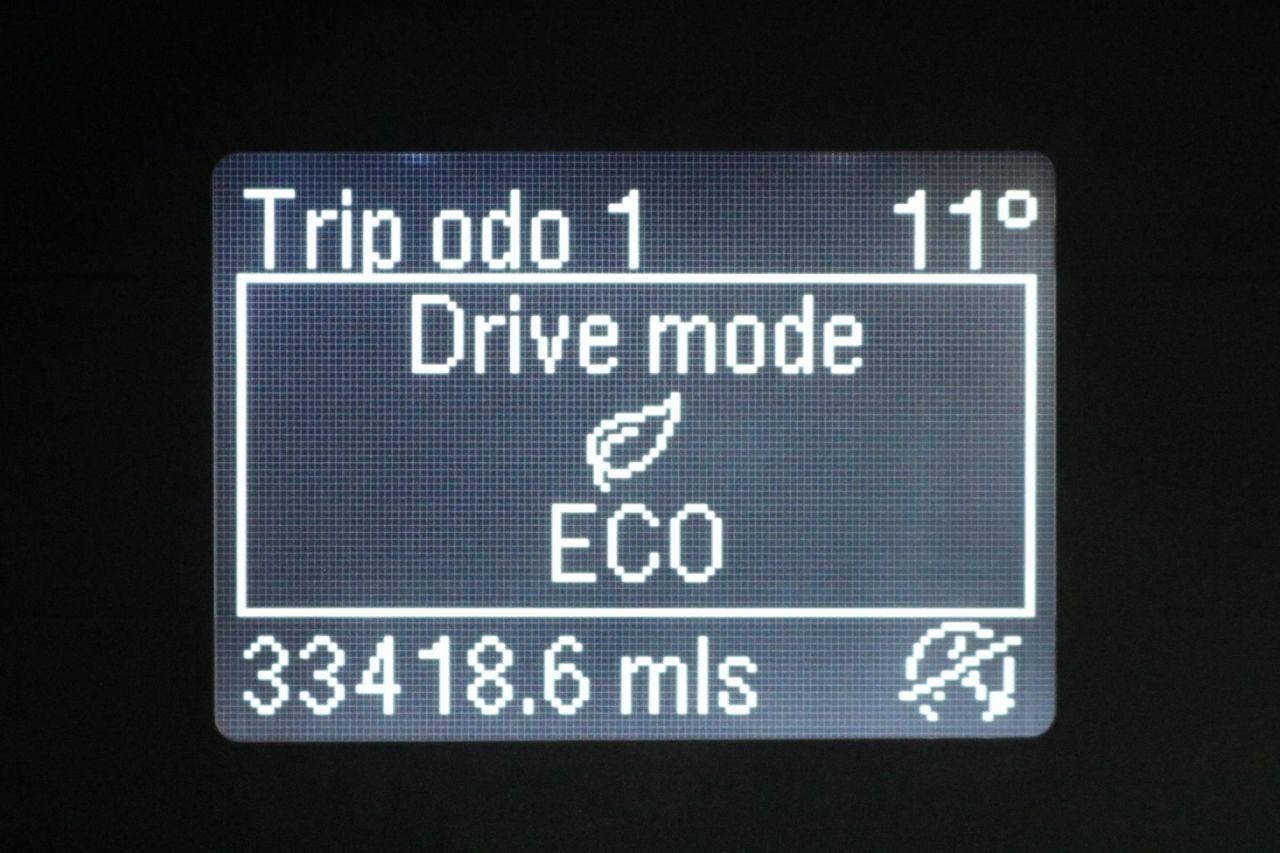 Trip odo 1 11°
Drive mode
ECO
33418.6 mls